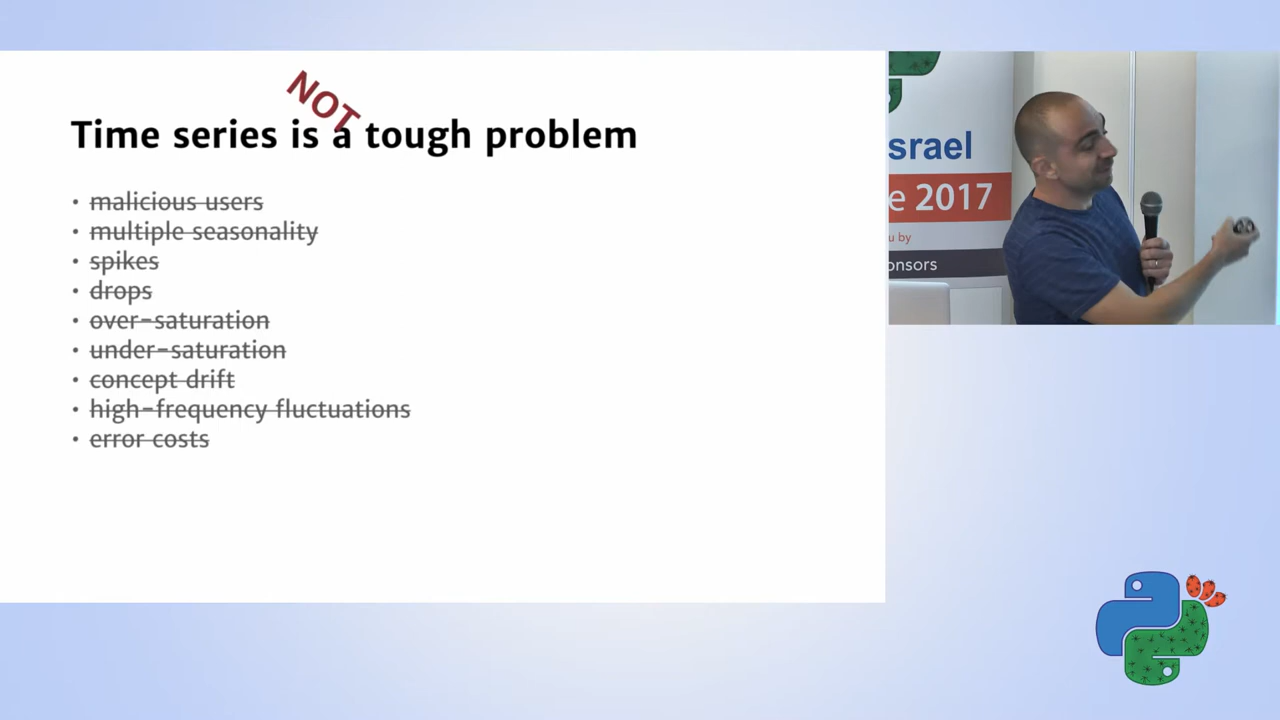 NOT
Time series is a tough problem
• malicious users
• multiple seasonality
• spikes
• drops
• over-saturation
• under-saturation
• concept drift
• high-frequency fluctuations
• error costs
srael
e 2017
u by
onsors